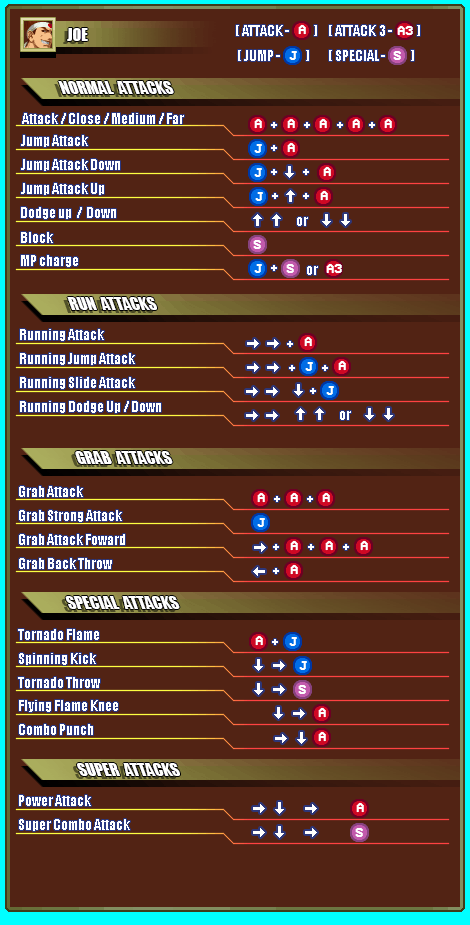 JOE
[ ATTACK - A ] [ ATTACK 3 - A3 ]
[ JUMP - J ] [ SPECIAL - S ]
NORMAL ATTACKS
Attack / Close / Medium / Far A + A + A + A + A
Jump Attack J + A
Jump Attack Down J + ↓ + A
Jump Attack Up J + ↑ + A
Dodge up / Down ↑ ↑ or ↓ ↓
Block S
MP charge J + S or A3
RUN ATTACKS
Running Attack → → + A
Running Jump Attack → → + J + A
Running Slide Attack → → ↓ + J
Running Dodge Up / Down → → ↑ ↑ or ↓ ↓
GRAB ATTACKS
Grab Attack A + A + A
Grab Strong Attack J
Grab Attack Foward → + A + A + A
Grab Back Throw ← + A
SPECIAL ATTACKS
Tornado Flame A + J
Spinning Kick ↓ → J
Tornado Throw ↓ → S
Flying Flame Knee ↓ → A
Combo Punch → ↓ A
SUPER ATTACKS
Power Attack → ↓ → A
Super Combo Attack → ↓ → S